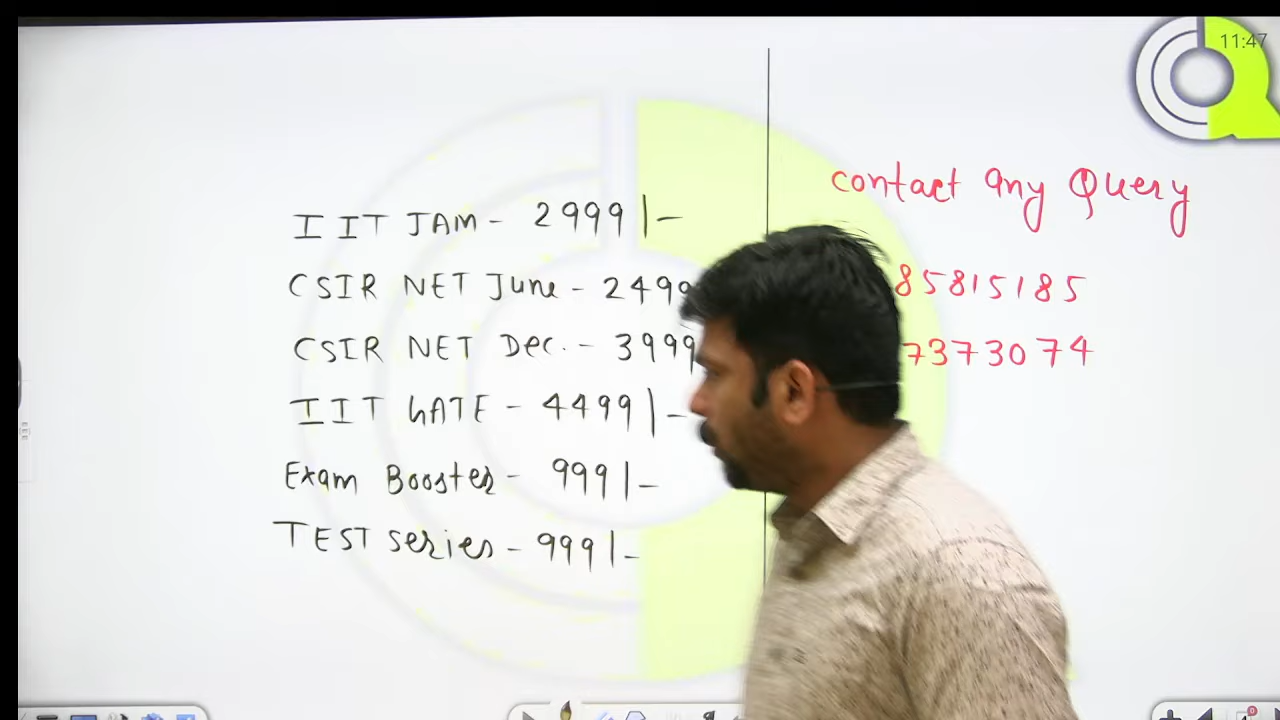 11:47
IIT JAM - 2999/-
CSIR NET June - 2499
CSIR NET Dec. - 3999
IIT GATE - 4499/-
Exam Booster - 999/-
TEST series - 999/-
contact any Query
85815185
7373074